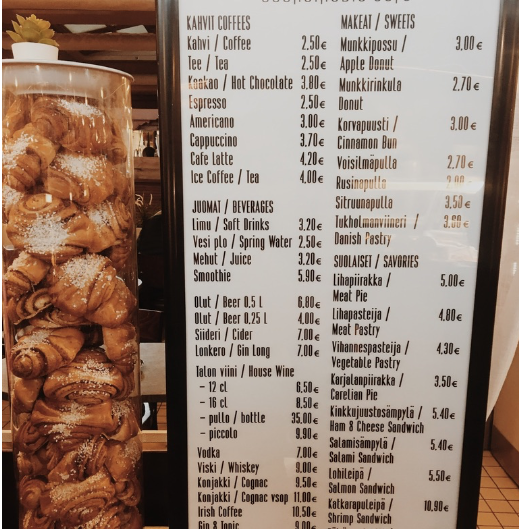 KAHVIT COFFEES
Kahvi / Coffee 2,50€
Tee / Tea 2,50€
Kaakao / Hot Chocolate 3,80€
Espresso 2,50€
Americano 3,00€
Cappuccino 3,70€
Cafe Latte 4,20€
Ice Coffee / Tea 4,00€
JUOMAT / BEVERAGES
Limu / Soft Drinks 3,20€
Vesi plo / Spring Water 2,50€
Mehut / Juice 3,20€
Smoothie 5,90€
Olut / Beer 0,5 l 6,80€
Olut / Beer 0,25 l 4,00€
Siideri / Cider 7,00€
Lonkero / Gin Long 7,00€
Talon viini / House Wine
- 12 cl 6,50€
- 16 cl 8,50€
- pullo / bottle 35,00€
- piccolo 9,90€
Vodka 7,00€
Viski / Whiskey 9,00€
Konjakki / Cognac 9,50€
Konjakki / Cognac vsop 11,00€
Irish Coffee 10,50€
Gin & Tonic 9,00€
MAKEAT / SWEETS
Munkkipossu / 3,00€
Apple Donut
Munkkirinkula 2,70€
Donut
Korvapuusti / 3,00€
Cinnamon Bun
Voisilmäpulla 2,70€
Rusinapulla
Sitruunapulla 3,50€
Tukholmanviineri / 3,80€
Danish Pastry
SUOLAISET / SAVORIES
Lihapiirakka / 5,00€
Meat Pie
Lihapasteija / 4,80€
Meat Pastry
Vihannespasteija / 4,30€
Vegetable Pastry
Karjalanpiirakka / 3,50€
Carelian Pie
Kinkkujuustosämpylä / 5,40€
Ham & Cheese Sandwich
Salamisämpylä / 5,40€
Salami Sandwich
Lohileipä / 5,50€
Salmon Sandwich
Katkarapuleipä / 10,90€
Shrimp Sandwich